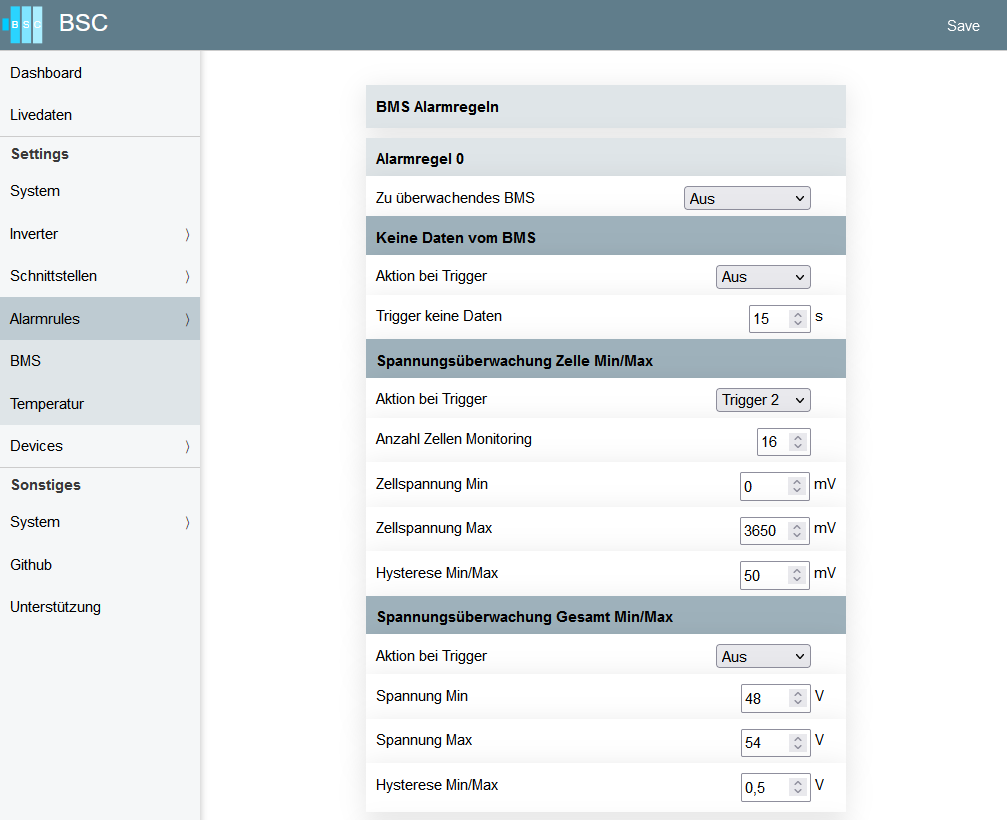 BSC BSC Save
Dashboard
Livedaten
Settings
System
Inverter
Schnittstellen
Alarmrules
BMS
Temperatur
Devices
Sonstiges
System
Github
Unterstützung
BMS Alarmregeln
Alarmregel 0
Zu überwachendes BMS Aus
Keine Daten vom BMS
Aktion bei Trigger Aus
Trigger keine Daten 15 s
Spannungsüberwachung Zelle Min/Max
Aktion bei Trigger Trigger 2
Anzahl Zellen Monitoring 16
Zellspannung Min 0 mV
Zellspannung Max 3650 mV
Hysterese Min/Max 50 mV
Spannungsüberwachung Gesamt Min/Max
Aktion bei Trigger Aus
Spannung Min 48 V
Spannung Max 54 V
Hysterese Min/Max 0,5 V